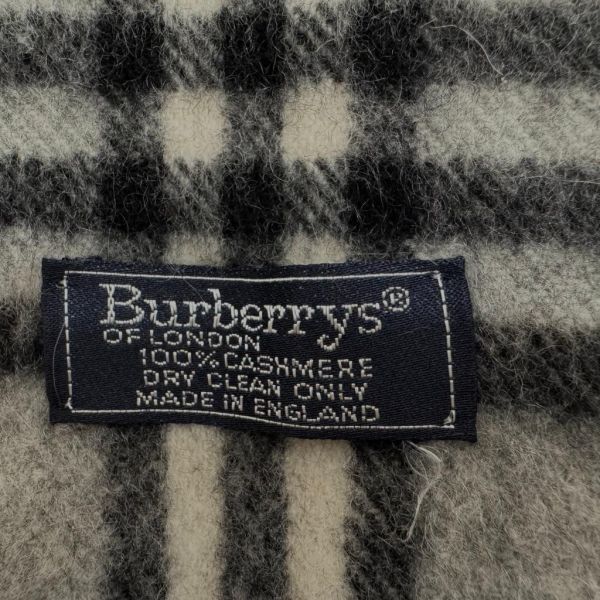 Burberrys®
OF LONDON
100% CASHMERE
DRY CLEAN ONLY
MADE IN ENGLAND